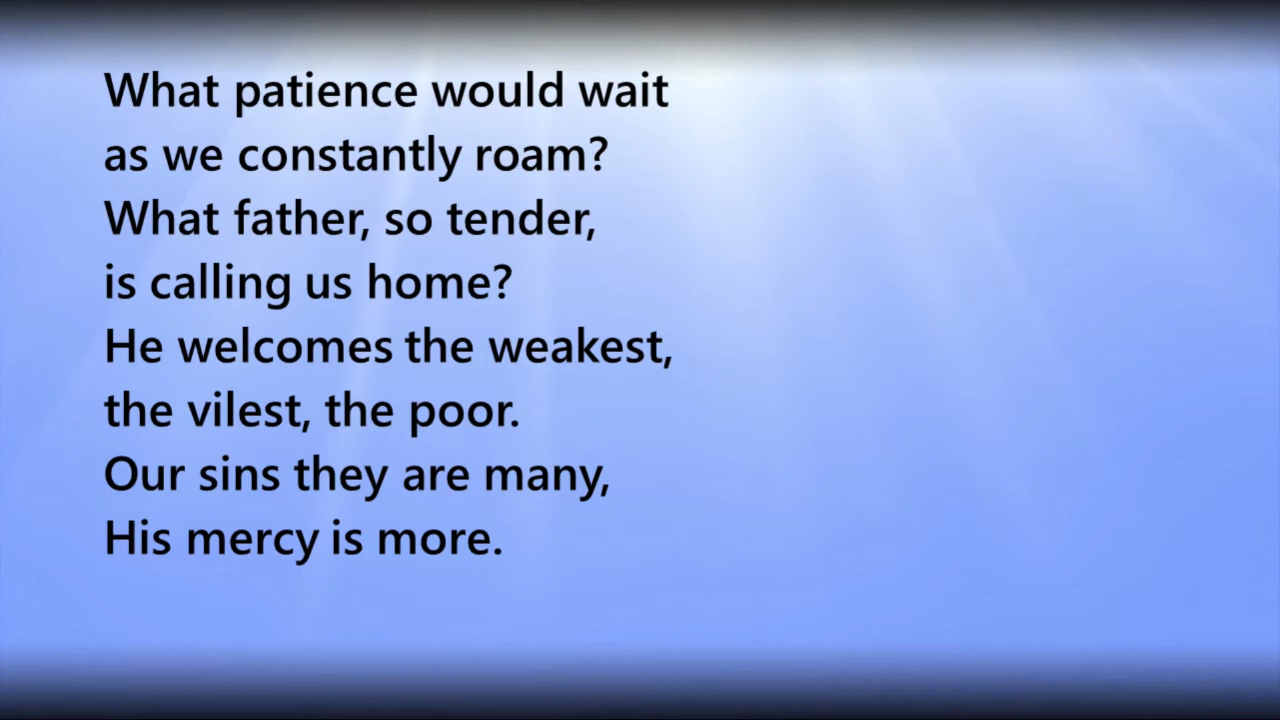 What patience would wait
as we constantly roam?
What father, so tender,
is calling us home?
He welcomes the weakest,
the vilest, the poor.
Our sins they are many,
His mercy is more.